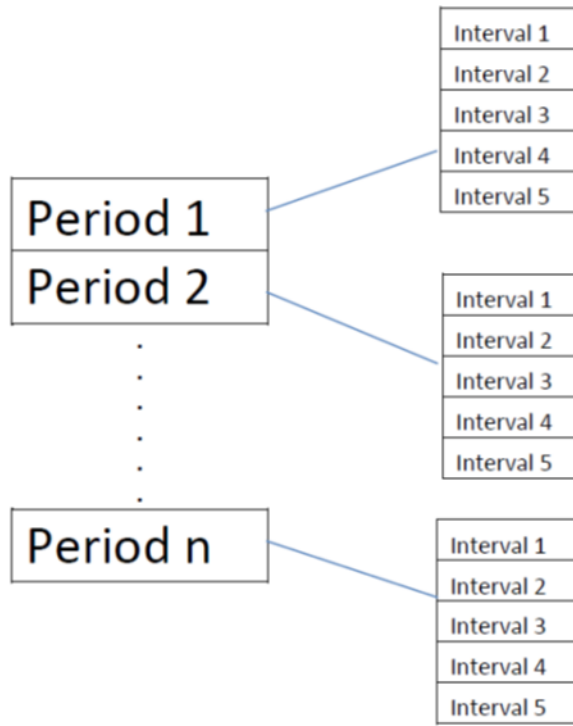 Period 1
Interval 1
Interval 2
Interval 3
Interval 4
Interval 5
Period 2
Interval 1
Interval 2
Interval 3
Interval 4
Interval 5
Period n
Interval 1
Interval 2
Interval 3
Interval 4
Interval 5